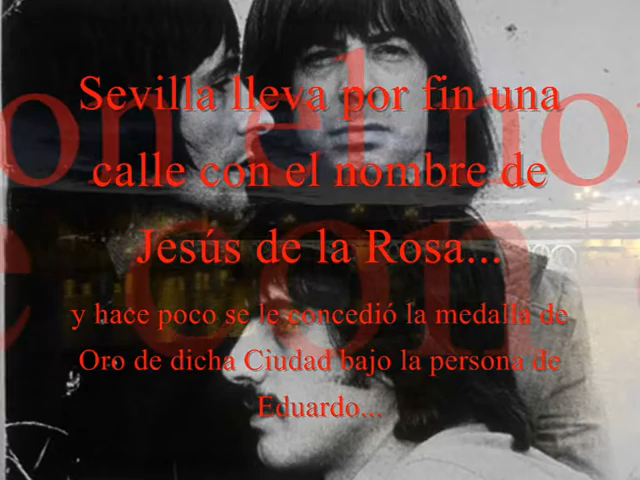 Sevilla lleva por fin una
calle con el nombre de
Jesús de la Rosa...
y hace poco se le concedió la medalla de
Oro de dicha Ciudad bajo la persona de
Eduardo...